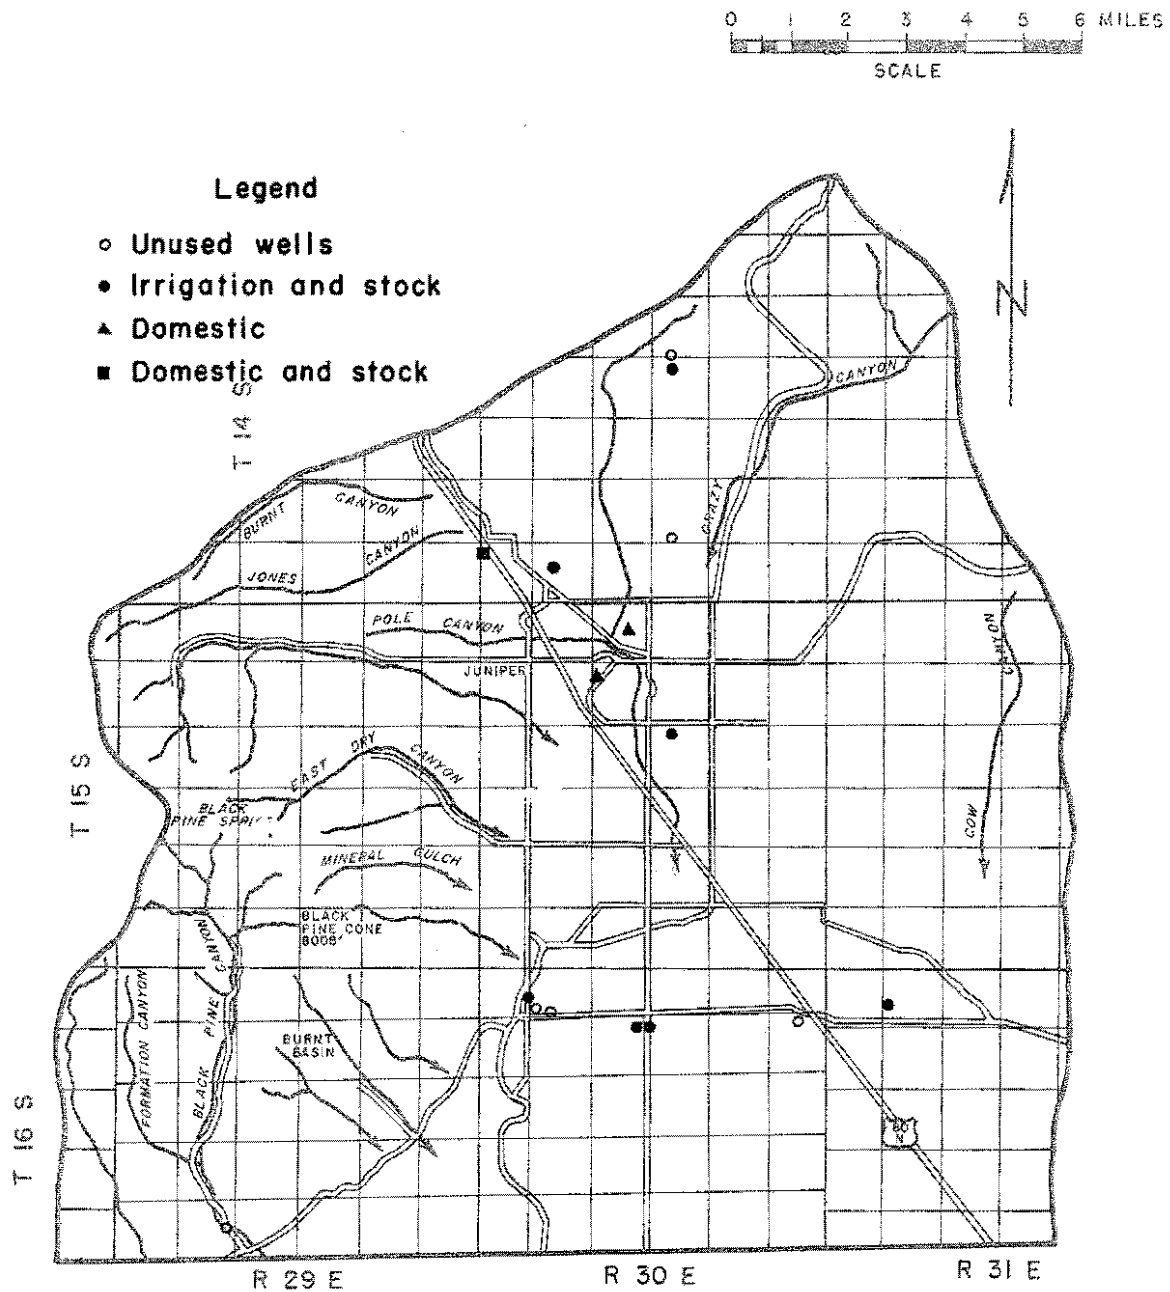 0 1 2 3 4 5 6 MILES
SCALE
Legend
Unused wells
Irrigation and stock
Domestic
Domestic and stock
N
T 14 S
CANYON
BURNT CANYON
CRAZY
JONES CANYON
POLE CANYON
JUNIPER
CANYON
COW
T 15 S
EAST DRY CANYON
BLACK
PINE
MINERAL GULCH
BLACK
PINE CONE
8008'
FORMATION CANYON
BLACK PINE CANYON
BURNT
BASIN
T 16 S
N
R 29 E R 30 E R 31 E